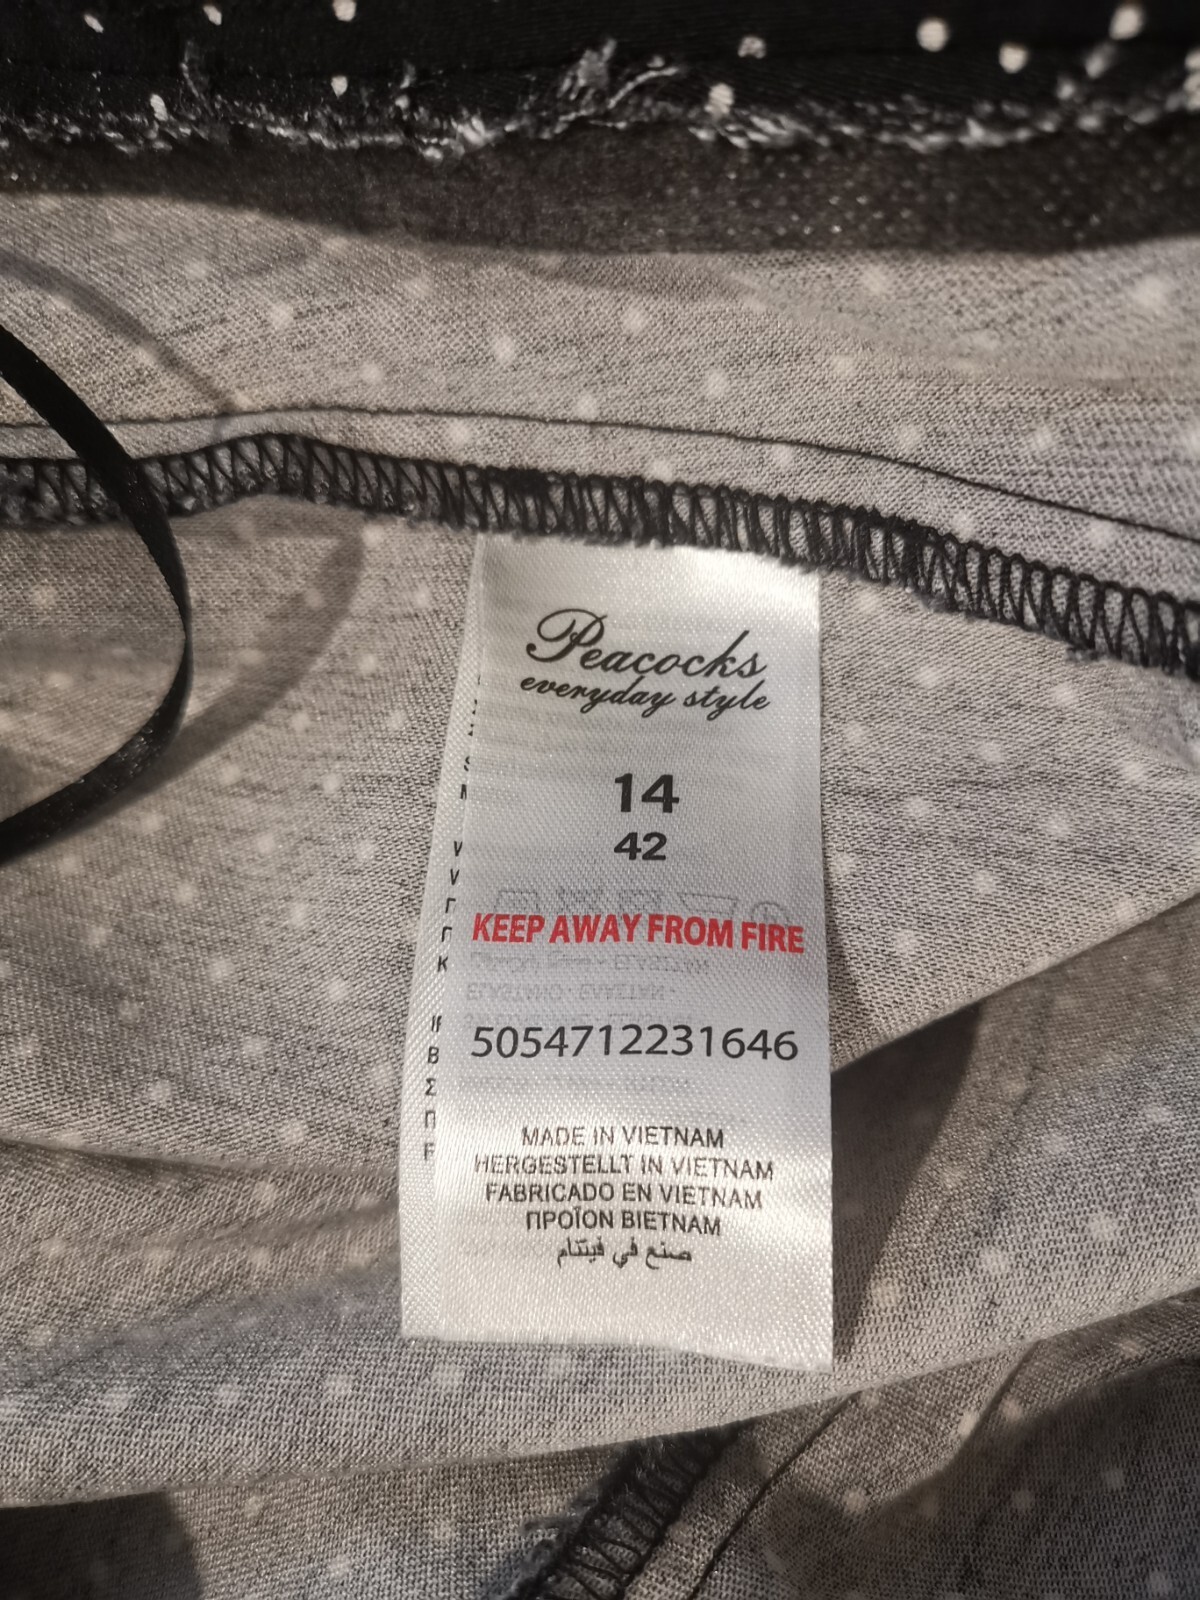 Peacocks
everyday style
14
42
KEEP AWAY FROM FIRE
5054712231646
MADE IN VIETNAM
HERGESTELLT IN VIETNAM
FABRICADO EN VIETNAM
ΠΡΟΪΟΝ ΒΙΕΤΝΑΜ
صنع في فيتنام